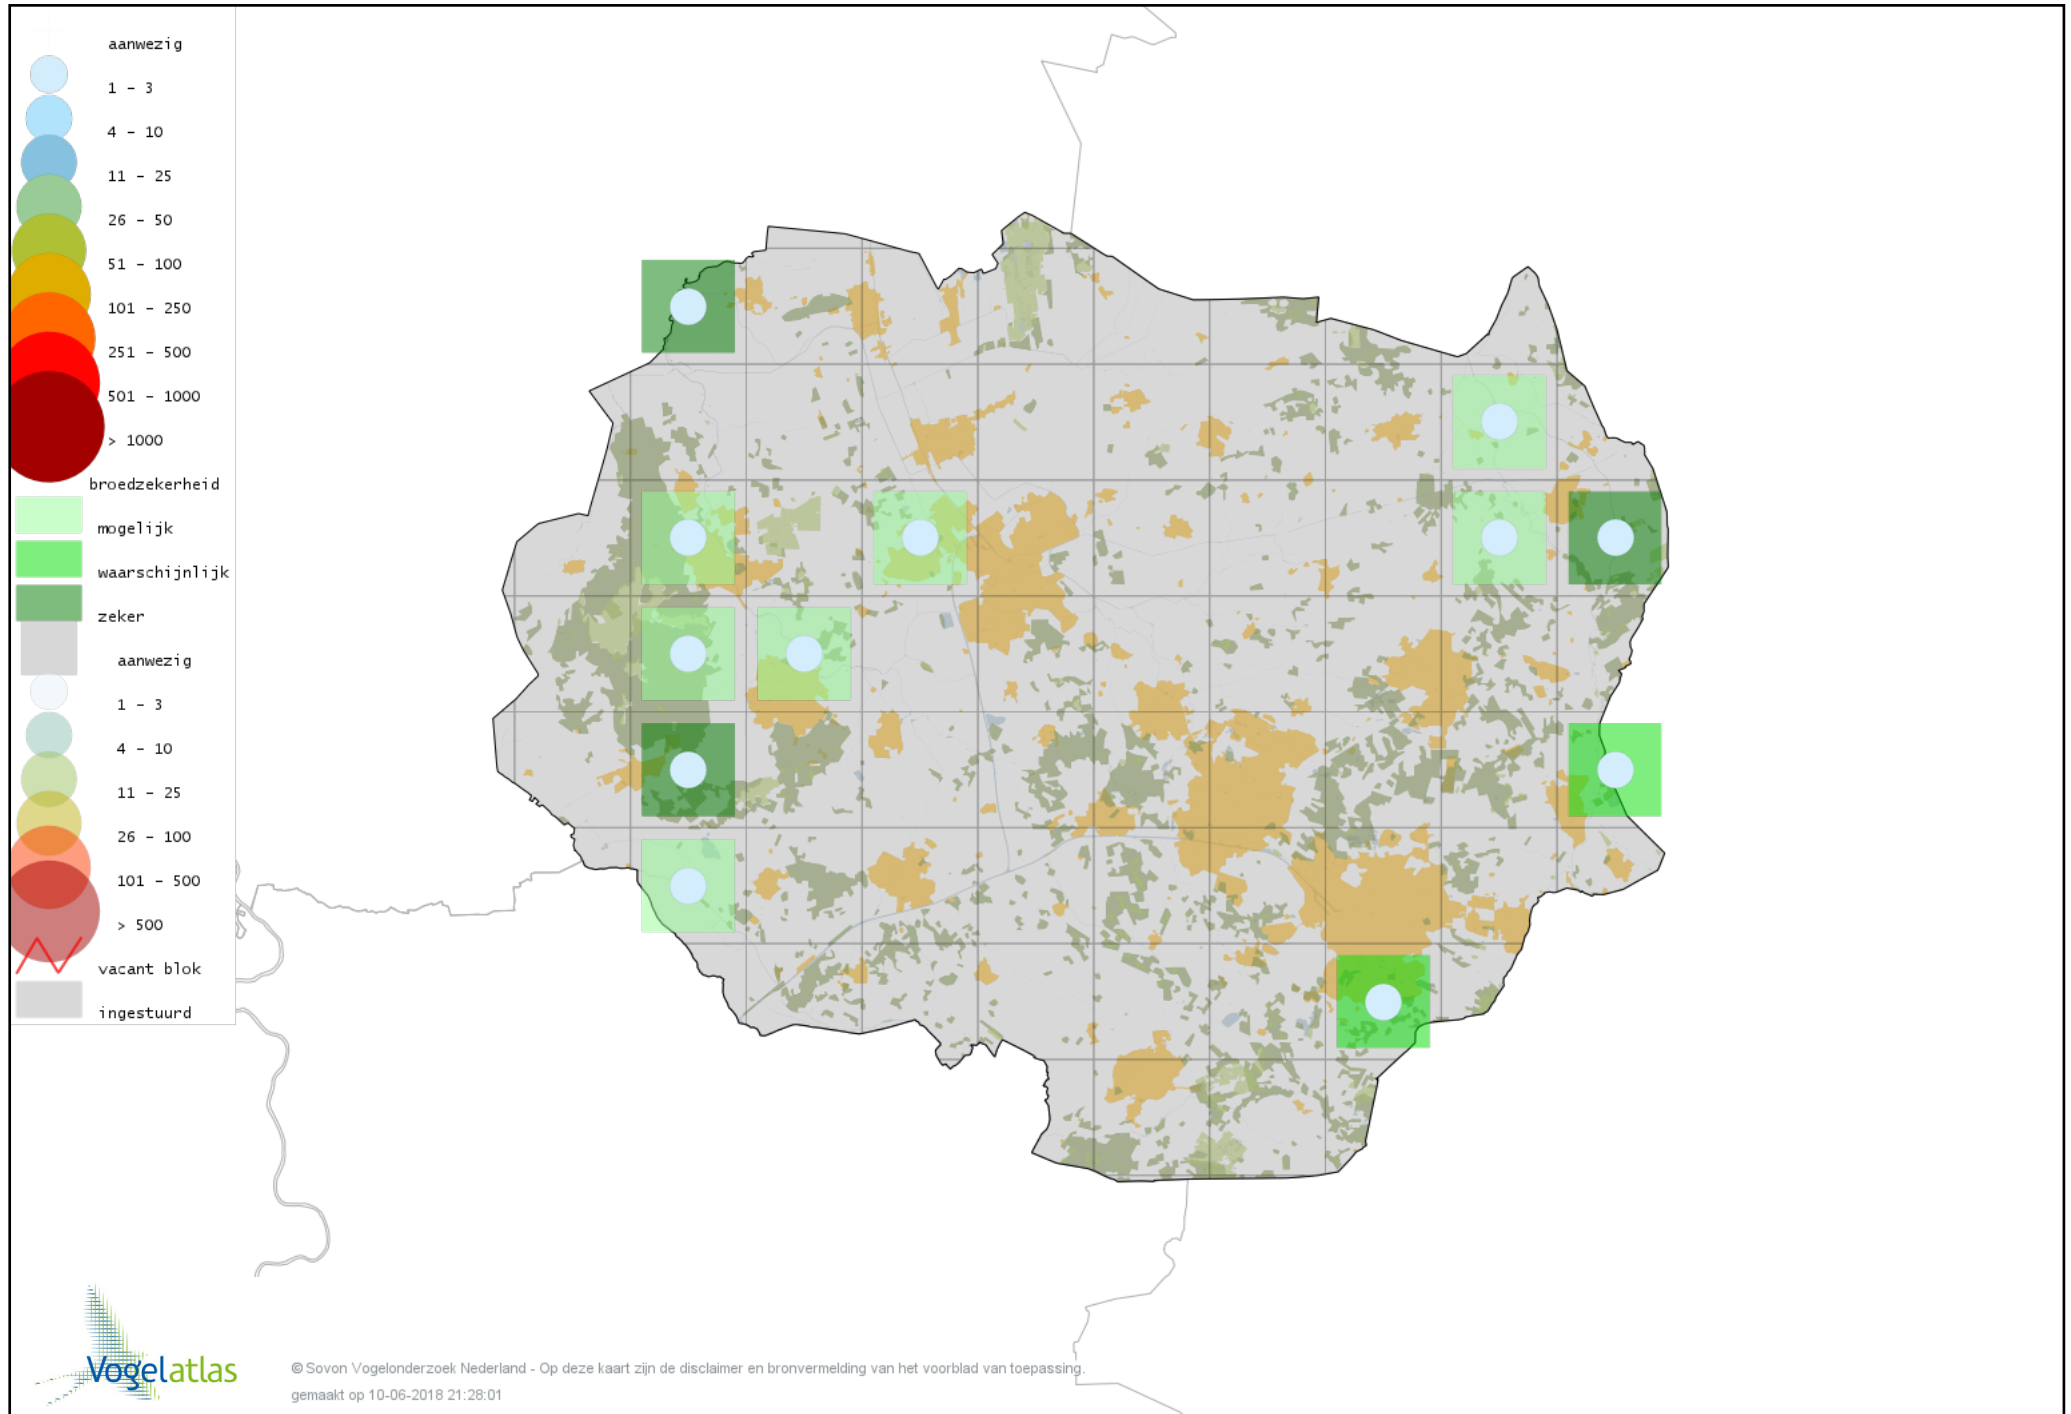 aanwezig
1 - 3
4 - 10
11 - 25
26 - 50
51 - 100
101 - 250
251 - 500
501 - 1000
> 1000
broedzekerheid
mogelijk
waarschijnlijk
zeker
aanwezig
1 - 3
4 - 10
11 - 25
26 - 100
101 - 500
> 500
vacant blok
ingestuurd
Vogelatlas
© Sovon Vogelonderzoek Nederland - Op deze kaart zijn de disclaimer en bronvermelding van het voorblad van toepassing.
gemaakt op 10-06-2018 21:28:01